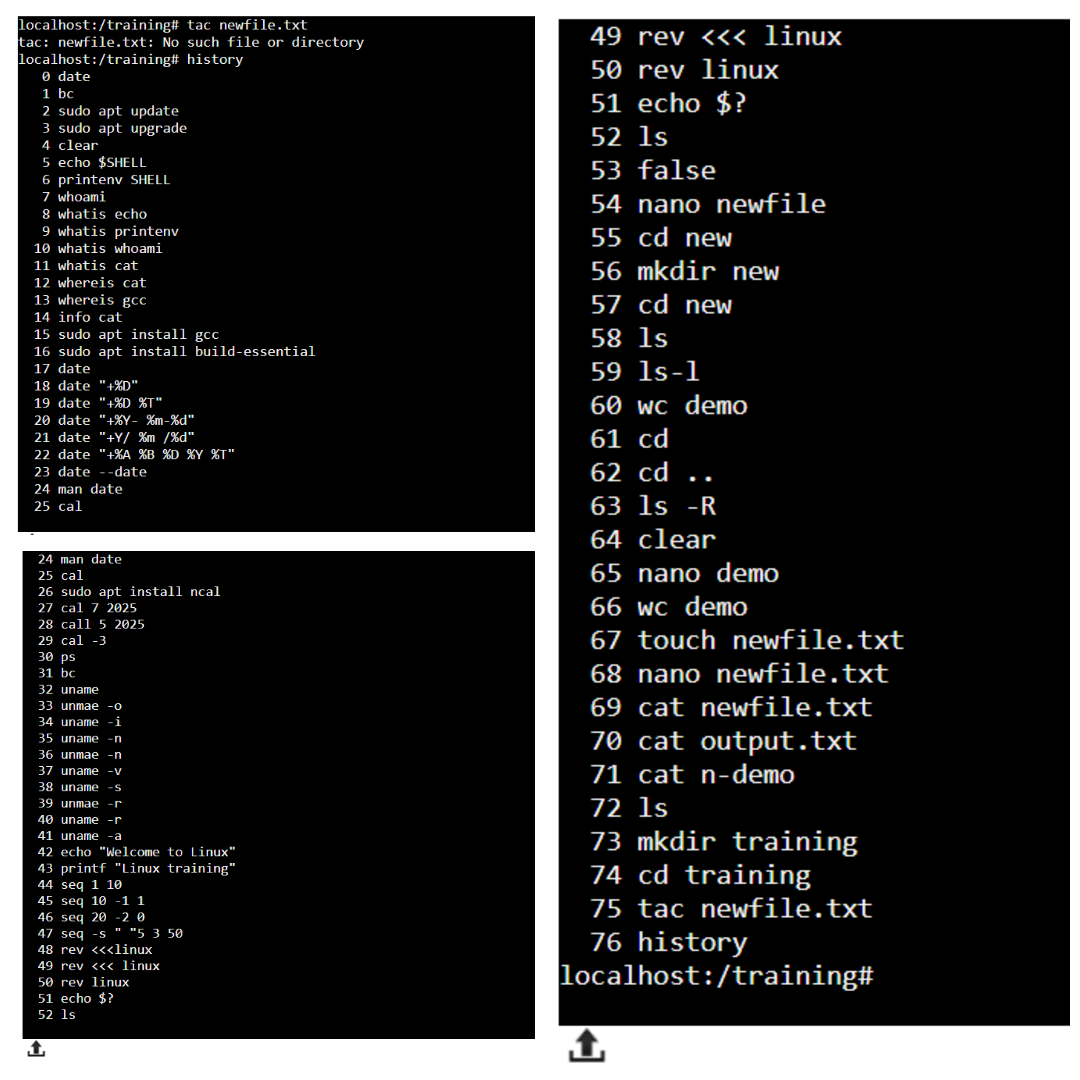 localhost:/training# tac newfile.txt
tac: newfile.txt: No such file or directory
localhost:/training# history
0 date
1 bc
2 sudo apt update
3 sudo apt upgrade
4 clear
5 echo $SHELL
6 printenv SHELL
7 whoami
8 whatis echo
9 whatis printenv
10 whatis whoami
11 whatis cat
12 whereis cat
13 whereis gcc
14 info cat
15 sudo apt install gcc
16 sudo apt install build-essential
17 date
18 date "+%D"
19 date "+%D %T"
20 date "+%Y- %m-%d"
21 date "+Y/ %m /%d"
22 date "+%A %B %D %Y %T"
23 date --date
24 man date
25 cal
24 man date
25 cal
26 sudo apt install ncal
27 cal 7 2025
28 call 5 2025
29 cal -3
30 ps
31 bc
32 uname
33 unmae -o
34 uname -i
35 uname -n
36 unmae -n
37 uname -v
38 uname -s
39 unmae -r
40 uname -r
41 uname -a
42 echo "Welcome to Linux"
43 printf "Linux training"
44 seq 1 10
45 seq 10 -1 1
46 seq 20 -2 0
47 seq -s " "5 3 50
48 rev <<<linux
49 rev <<< linux
50 rev linux
51 echo $?
52 ls
49 rev <<< linux
50 rev linux
51 echo $?
52 ls
53 false
54 nano newfile
55 cd new
56 mkdir new
57 cd new
58 ls
59 ls-l
60 wc demo
61 cd
62 cd ..
63 ls -R
64 clear
65 nano demo
66 wc demo
67 touch newfile.txt
68 nano newfile.txt
69 cat newfile.txt
70 cat output.txt
71 cat n-demo
72 ls
73 mkdir training
74 cd training
75 tac newfile.txt
76 history
localhost:/training#